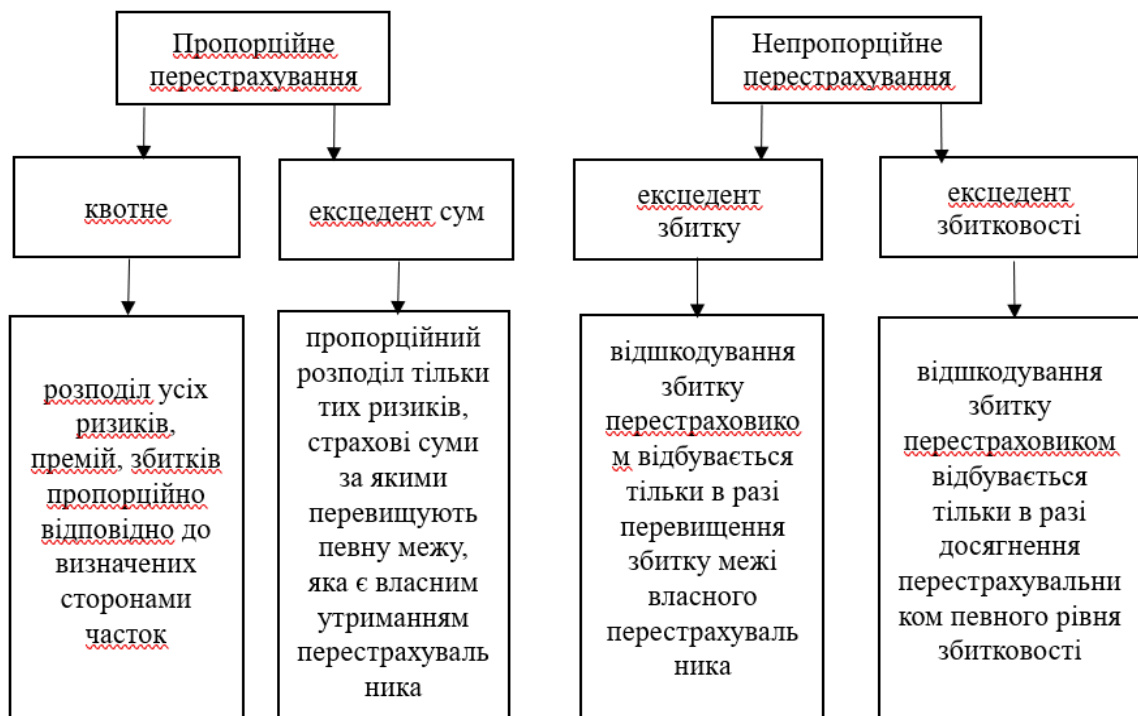 Пропорційне
перестрахування
Непропорційне
перестрахування
квотне
ексцедент сум
ексцедент
збитку
ексцедент
збитковості
розподіл усіх
ризиків,
премій, збитків
пропорційно
відповідно до
визначених
сторонами
часток
пропорційний
розподіл тільки
тих ризиків,
страхові суми
за якими
перевищують
певну межу,
яка є власним
утриманням
перестрахуваль
ника
відшкодування
збитку
перестраховико
м відбувається
тільки в разі
перевищення
збитку межі
власного
перестрахуваль
ника
відшкодування
збитку
перестраховиком
відбувається
тільки в разі
досягнення
перестрахувальни
ком певного рівня
збитковості